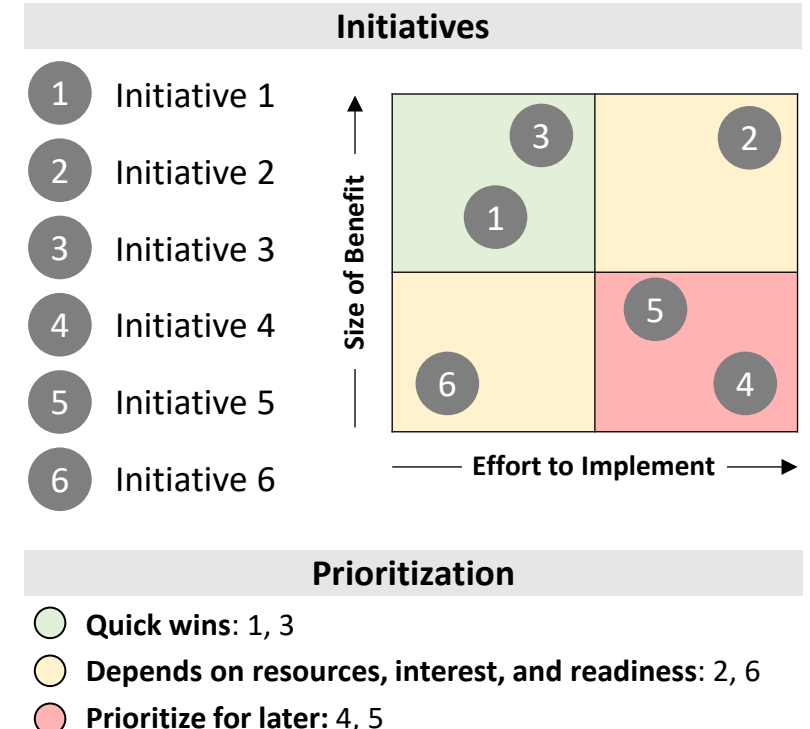 Initiatives
1 Initiative 1
2 Initiative 2
3 Initiative 3
4 Initiative 4
5 Initiative 5
6 Initiative 6
Size of Benefit
3
2
1
5
6
4
Effort to Implement
Prioritization
Quick wins: 1, 3
Depends on resources, interest, and readiness: 2, 6
Prioritize for later: 4, 5